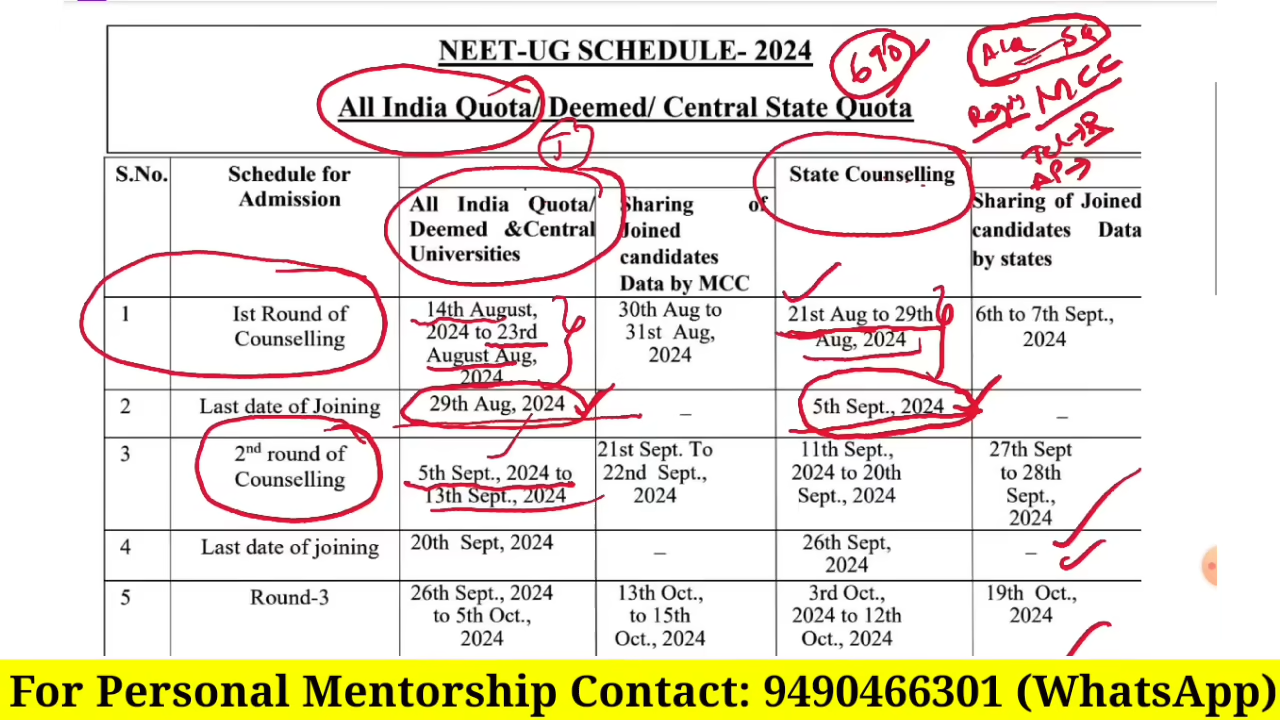 NEET-UG SCHEDULE- 2024
690
All India Quota/ Deemed/ Central State Quota
MCC
S.No.
Schedule for
Admission
All India Quota/
Deemed &Central
Universities
Sharing of
Joined
candidates
Data by MCC
State Counselling
Sharing of Joined
candidates Data
by states
1
Ist Round of
Counselling
14th August,
2024 to 23rd
August Aug,
2024
30th Aug to
31st Aug,
2024
21st Aug to 29th
Aug, 2024
6th to 7th Sept.,
2024
2
Last date of Joining
29th Aug, 2024
–
5th Sept., 2024
–
3
2nd round of
Counselling
5th Sept., 2024 to
13th Sept., 2024
21st Sept. To
22nd Sept.,
2024
11th Sept.,
2024 to 20th
Sept., 2024
27th Sept
to 28th
Sept.,
2024
4
Last date of joining
20th Sept, 2024
–
26th Sept,
2024
–
5
Round-3
26th Sept., 2024
to 5th Oct.,
2024
13th Oct.,
to 15th
Oct., 2024
3rd Oct.,
2024 to 12th
Oct., 2024
19th Oct.,
2024
For Personal Mentorship Contact: 9490466301 (WhatsApp)